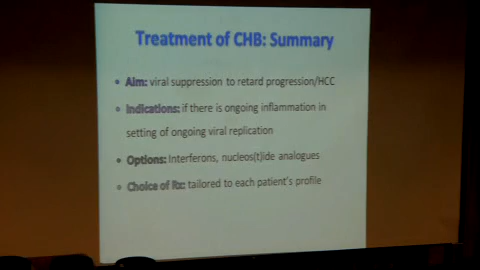 Treatment of CHB: Summary
• Aim: viral suppression to retard progression/HCC
• Indications: if there is ongoing inflammation in
setting of ongoing viral replication
• Options: Interferons, nucleos(t)ide analogues
• Choice of Rx: tailored to each patient's profile